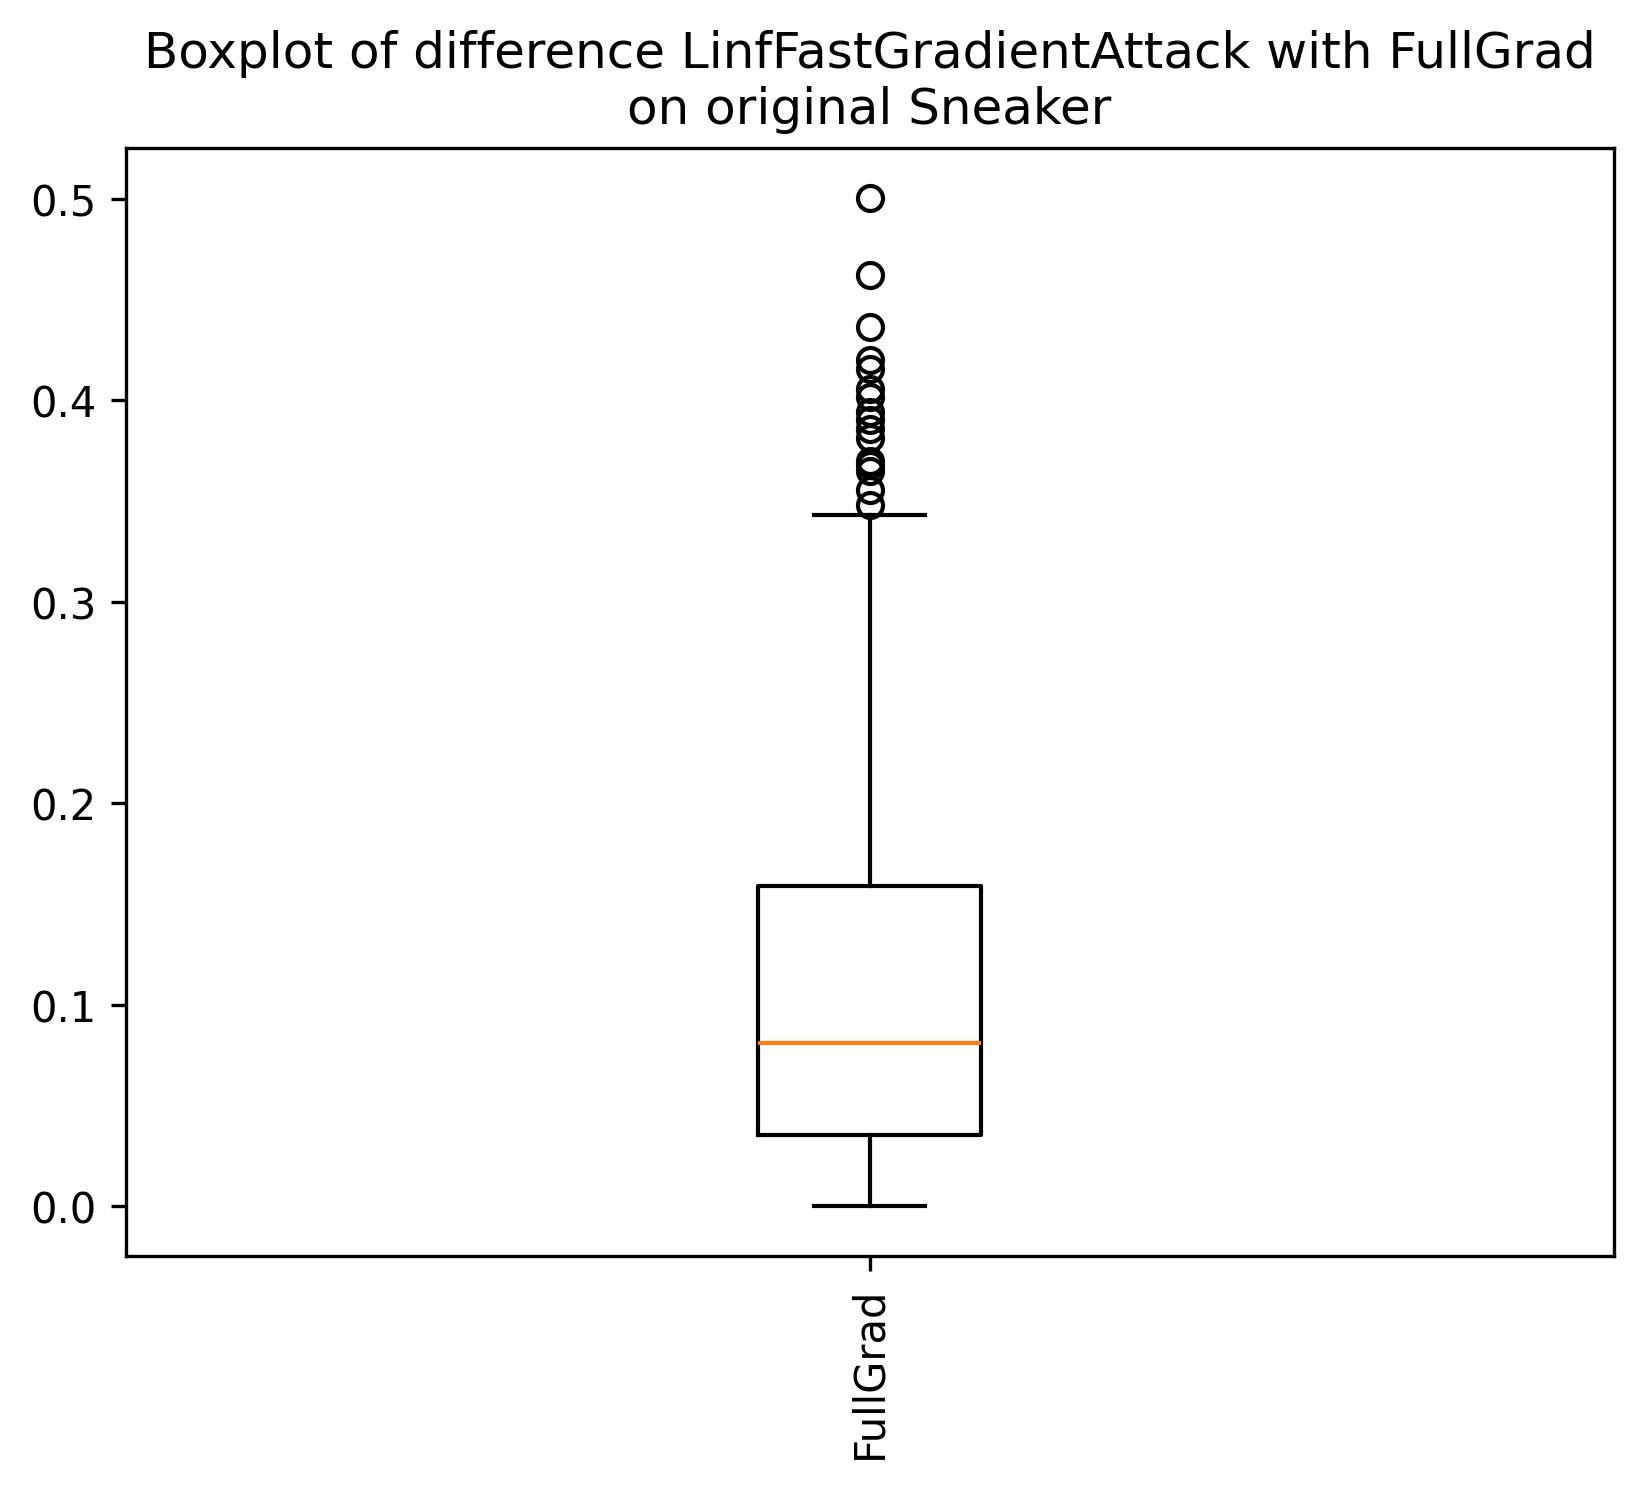 Boxplot of difference LinfFastGradientAttack with FullGrad
on original Sneaker
0.5
0.4
0.3
0.2
0.1
0.0
FullGrad